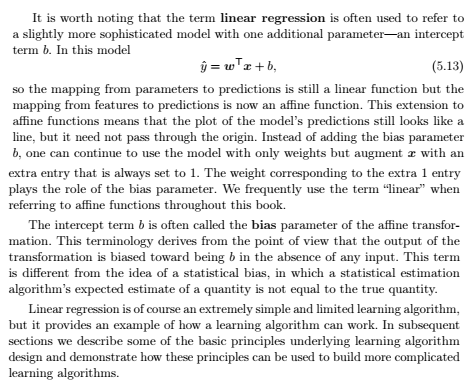 It is worth noting that the term linear regression is often used to refer to
a slightly more sophisticated model with one additional parameter—an intercept
term b. In this model
ŷ = w⊤x + b, (5.13)
so the mapping from parameters to predictions is still a linear function but the
mapping from features to predictions is now an affine function. This extension to
affine functions means that the plot of the model's predictions still looks like a
line, but it need not pass through the origin. Instead of adding the bias parameter
b, one can continue to use the model with only weights but augment x with an
extra entry that is always set to 1. The weight corresponding to the extra 1 entry
plays the role of the bias parameter. We frequently use the term "linear" when
referring to affine functions throughout this book.
The intercept term b is often called the bias parameter of the affine transfor-
mation. This terminology derives from the point of view that the output of the
transformation is biased toward being b in the absence of any input. This term
is different from the idea of a statistical bias, in which a statistical estimation
algorithm's expected estimate of a quantity is not equal to the true quantity.
Linear regression is of course an extremely simple and limited learning algorithm,
but it provides an example of how a learning algorithm can work. In subsequent
sections we describe some of the basic principles underlying learning algorithm
design and demonstrate how these principles can be used to build more complicated
learning algorithms.